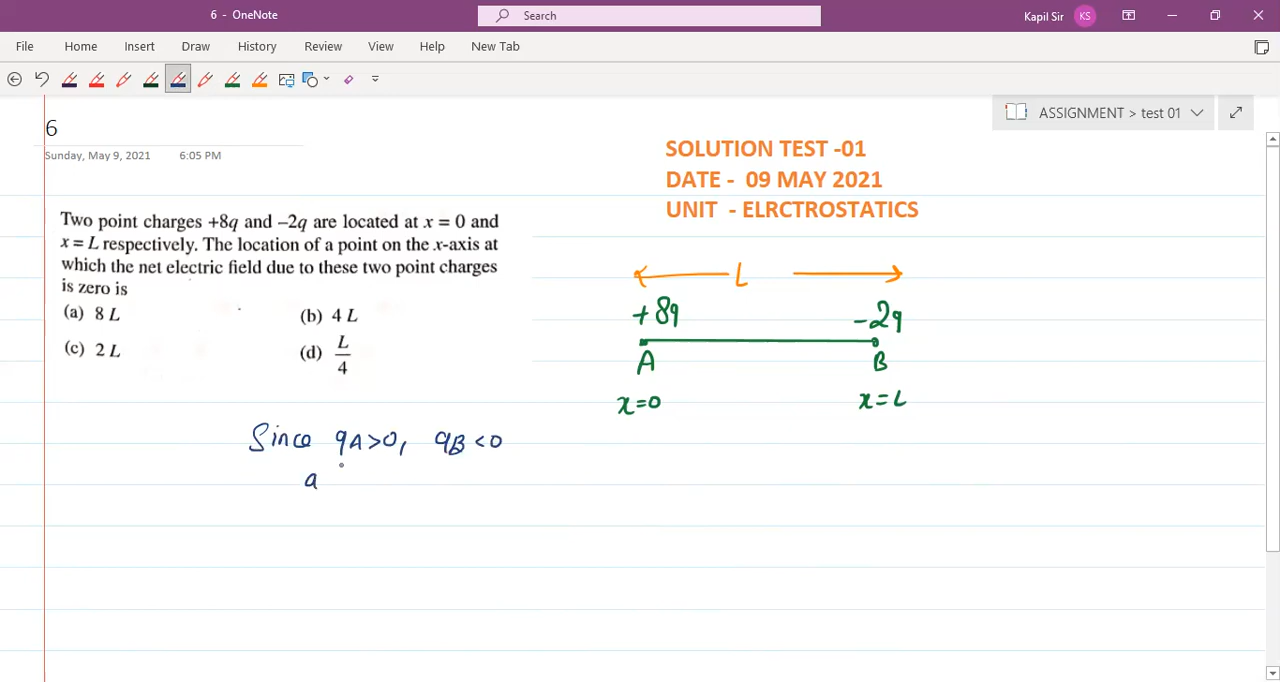 6 - OneNote
Search
Kapil Sir
KS
File Home Insert Draw History Review View Help New Tab
ASSIGNMENT > test 01
6
Sunday, May 9, 2021 6:05 PM
SOLUTION TEST -01
DATE - 09 MAY 2021
UNIT - ELRCTROSTATICS
Two point charges +8q and –2q are located at x = 0 and
x = L respectively. The location of a point on the x-axis at
which the net electric field due to these two point charges
is zero is
(a) 8 L
(b) 4 L
(c) 2 L
(d) L/4
L
+8q
-2q
A
B
x=0
x=L
Since qA>0, qB<0
a